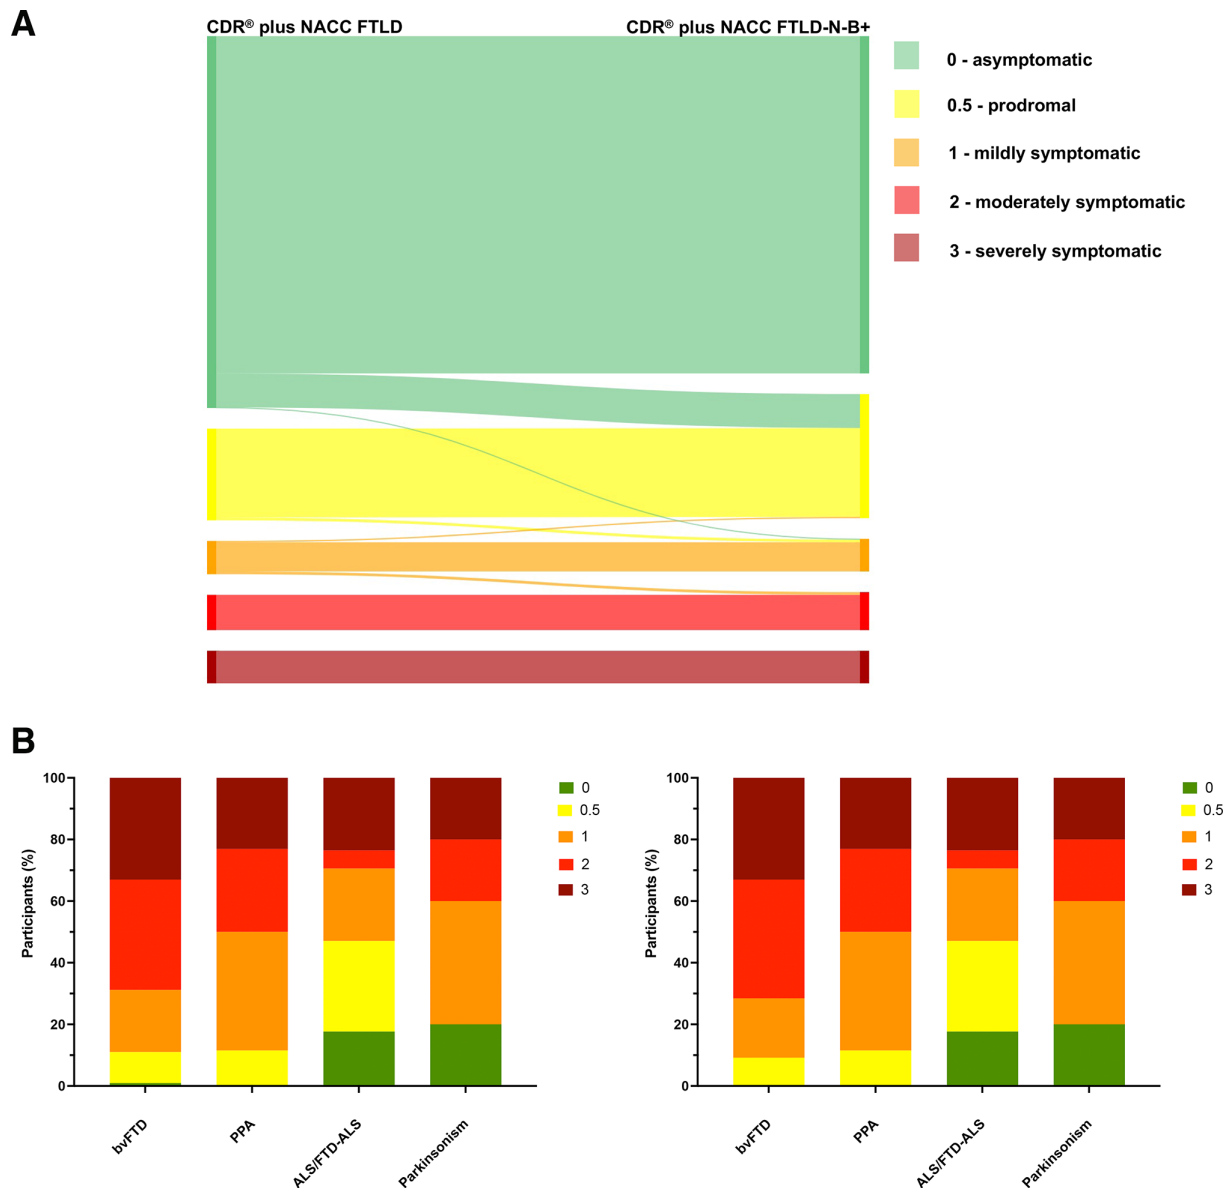 A
CDR® plus NACC FTLD
CDR® plus NACC FTLD-N-B+
0 - asymptomatic
0.5 - prodromal
1 - mildly symptomatic
2 - moderately symptomatic
3 - severely symptomatic
B
Participants (%)
100
80
60
40
20
0
bvFTD
PPA
ALS/FTD-ALS
Parkinsonism
0
0.5
1
2
3
Participants (%)
100
80
60
40
20
0
bvFTD
PPA
ALS/FTD-ALS
Parkinsonism
0
0.5
1
2
3